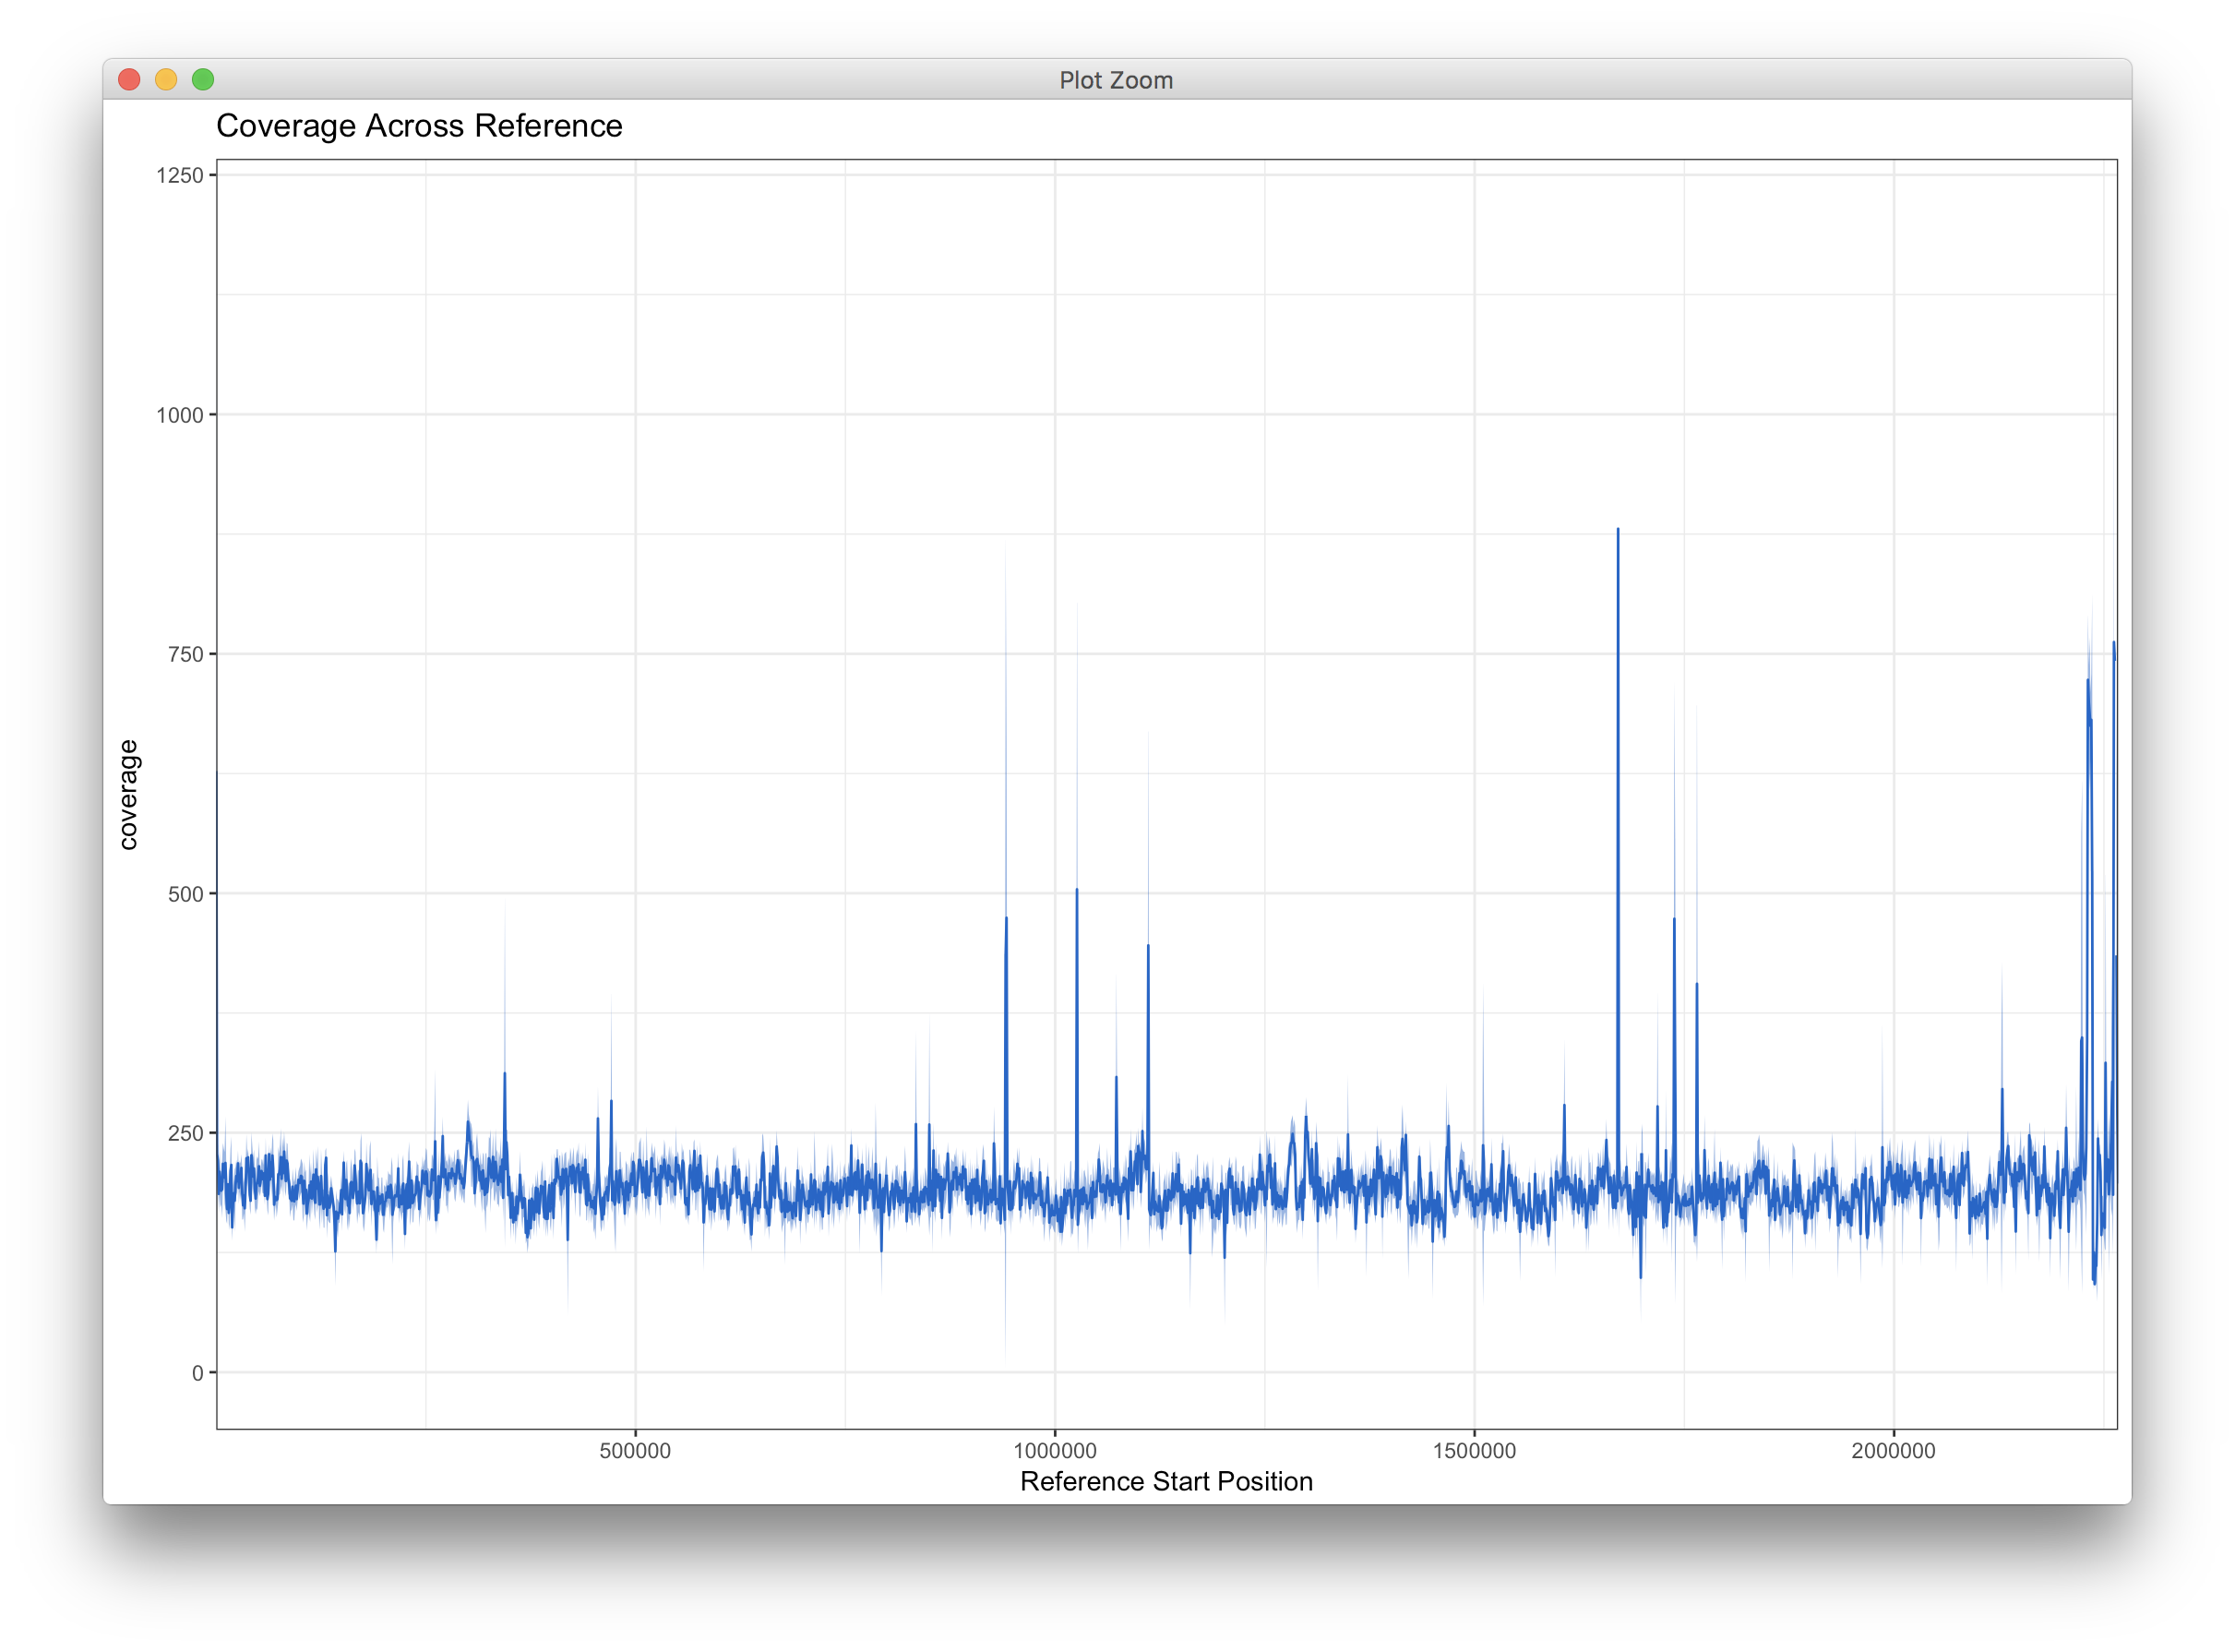 Plot Zoom
Coverage Across Reference
1250
1000
750
500
250
0
coverage
500000
1000000
1500000
2000000
Reference Start Position